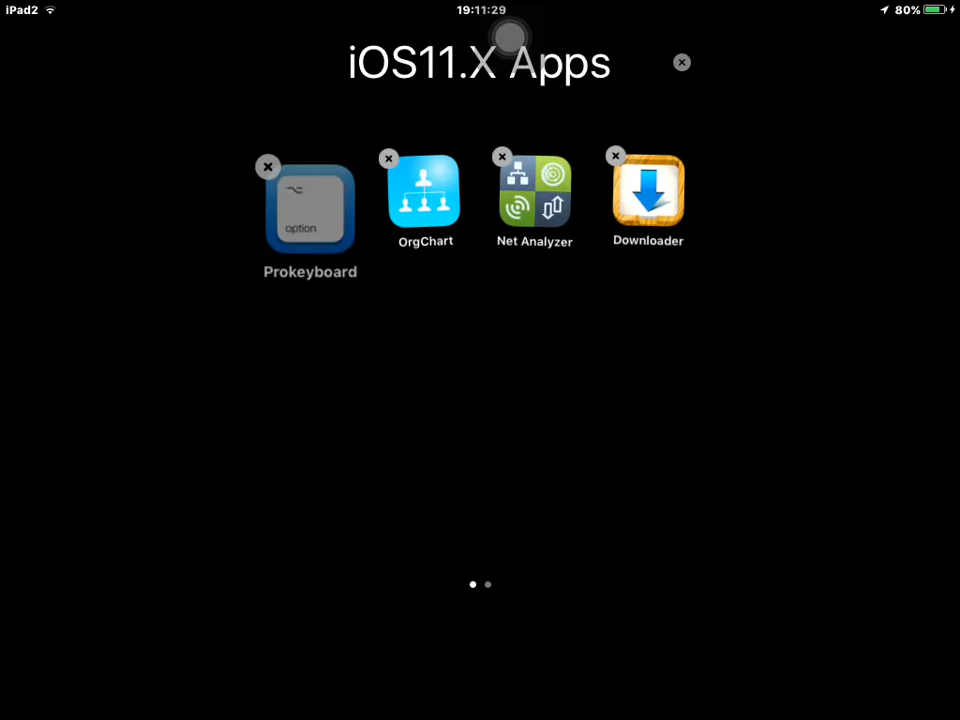 iPad2
19:11:29
80%
iOS11.X Apps
option
Prokeyboard
OrgChart
Net Analyzer
Downloader